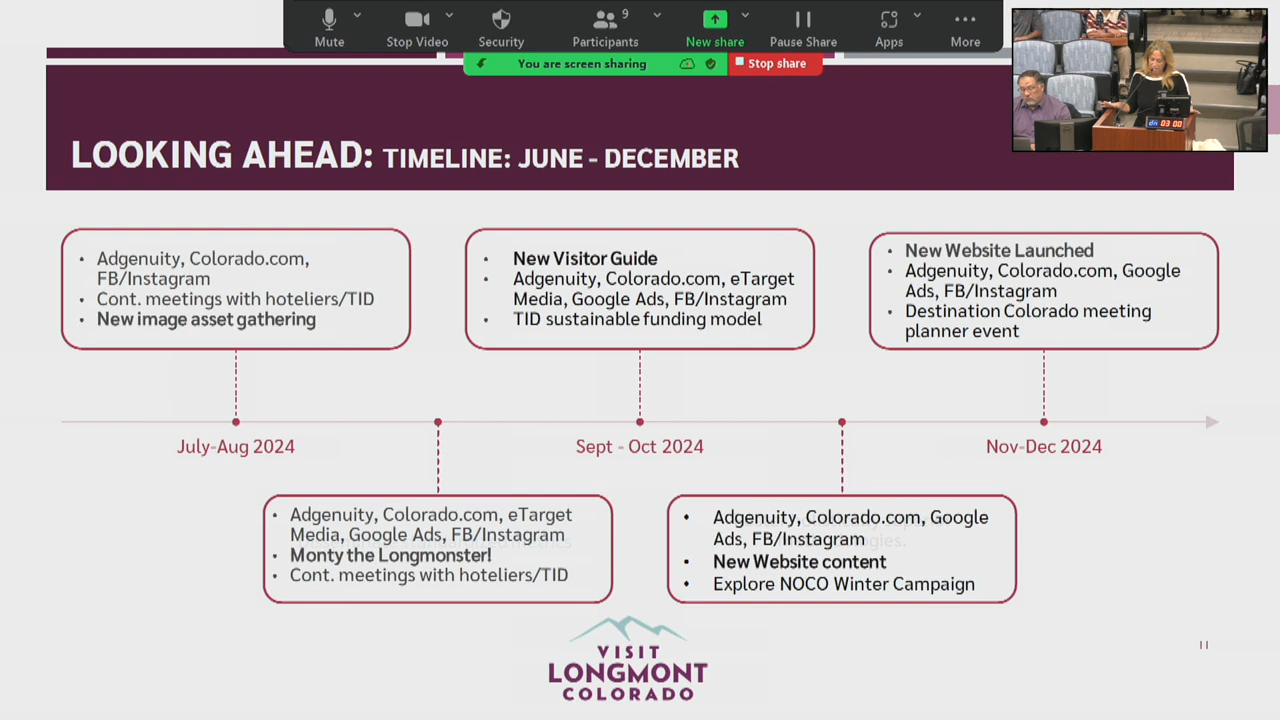 9
Mute
Stop Video
Security
Participants
New share
Pause Share
Apps
More
You are screen sharing
Stop share
03 00
LOOKING AHEAD: TIMELINE: JUNE - DECEMBER
• Adgenuity, Colorado.com,
FB/Instagram
• Cont. meetings with hoteliers/TID
• New image asset gathering
• New Visitor Guide
• Adgenuity, Colorado.com, eTarget
Media, Google Ads, FB/Instagram
• TID sustainable funding model
• New Website Launched
• Adgenuity, Colorado.com, Google
Ads, FB/Instagram
• Destination Colorado meeting
planner event
July-Aug 2024
Sept - Oct 2024
Nov-Dec 2024
• Adgenuity, Colorado.com, eTarget
Media, Google Ads, FB/Instagram
• Monty the Longmonster!
• Cont. meetings with hoteliers/TID
• Adgenuity, Colorado.com, Google
Ads, FB/Instagram
• New Website content
• Explore NOCO Winter Campaign
VISIT
LONGMONT
COLORADO
11